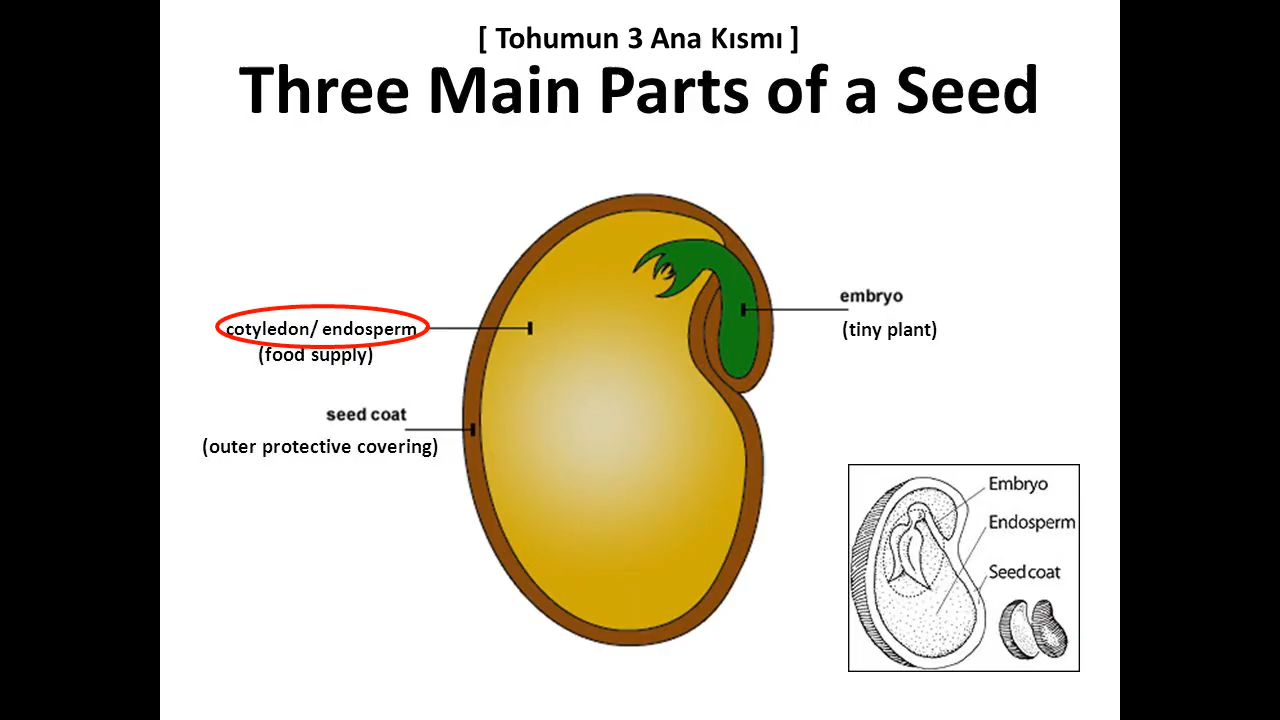 [ Tohumun 3 Ana Kısmı ]
Three Main Parts of a Seed
embryo
(tiny plant)
cotyledon/ endosperm
(food supply)
seed coat
(outer protective covering)
Embryo
Endosperm
Seed coat